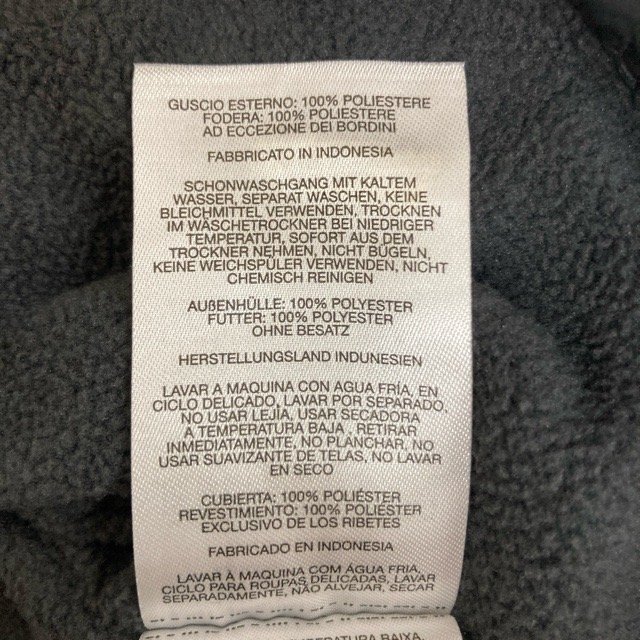 GUSCIO ESTERNO: 100% POLIESTERE
FODERA: 100% POLIESTERE
AD ECCEZIONE DEI BORDINI
FABBRICATO IN INDONESIA
SCHONWASCHGANG MIT KALTEM
WASSER, SEPARAT WASCHEN, KEINE
BLEICHMITTEL VERWENDEN, TROCKNEN
IM WÄSCHETROCKNER BEI NIEDRIGER
TEMPERATUR, SOFORT AUS DEM
TROCKNER NEHMEN, NICHT BÜGELN,
KEINE WEICHSPÜLER VERWENDEN, NICHT
CHEMISCH REINIGEN
AUßENHÜLLE: 100% POLYESTER
FUTTER: 100% POLYESTER
OHNE BESATZ
HERSTELLUNGSLAND INDUNESIEN
LAVAR A MAQUINA CON AGUA FRÍA, EN
CICLO DELICADO, LAVAR POR SEPARADO.
NO USAR LEJÍA, USAR SECADORA
A TEMPERATURA BAJA , RETIRAR
INMEDIATAMENTE, NO PLANCHAR, NO
USAR SUAVIZANTE DE TELAS, NO LAVAR
EN SECO
CUBIERTA: 100% POLIÉSTER
REVESTIMIENTO: 100% POLIÉSTER
EXCLUSIVO DE LOS RIBETES
FABRICADO EN INDONESIA
LAVAR À MAQUINA COM ÁGUA FRIA,
CICLO PARA ROUPAS DELICADAS, LAVAR
SEPARADAMENTE, NÃO ALVEJAR, SECAR
TEMPERATURA BAIXA,